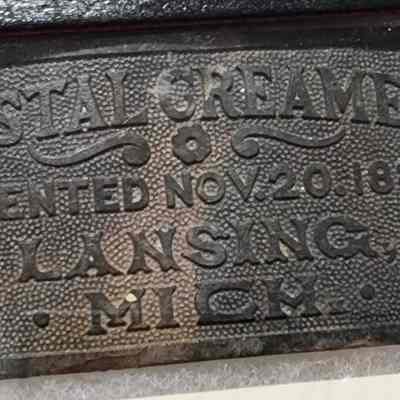 STAL CREAME
ENTED NOV. 20. 18
LANSING,
· MICH. ·